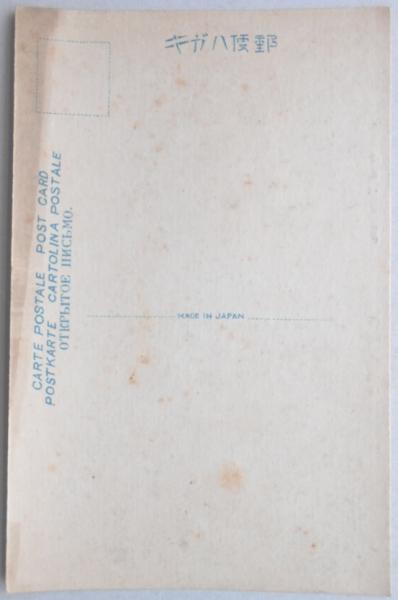 郵便ハガキ
CARTE POSTALE POST CARD
POSTKARTE CARTOLINA POSTALE
ОТКРЫТОЕ ПИСЬМО.
MADE IN JAPAN